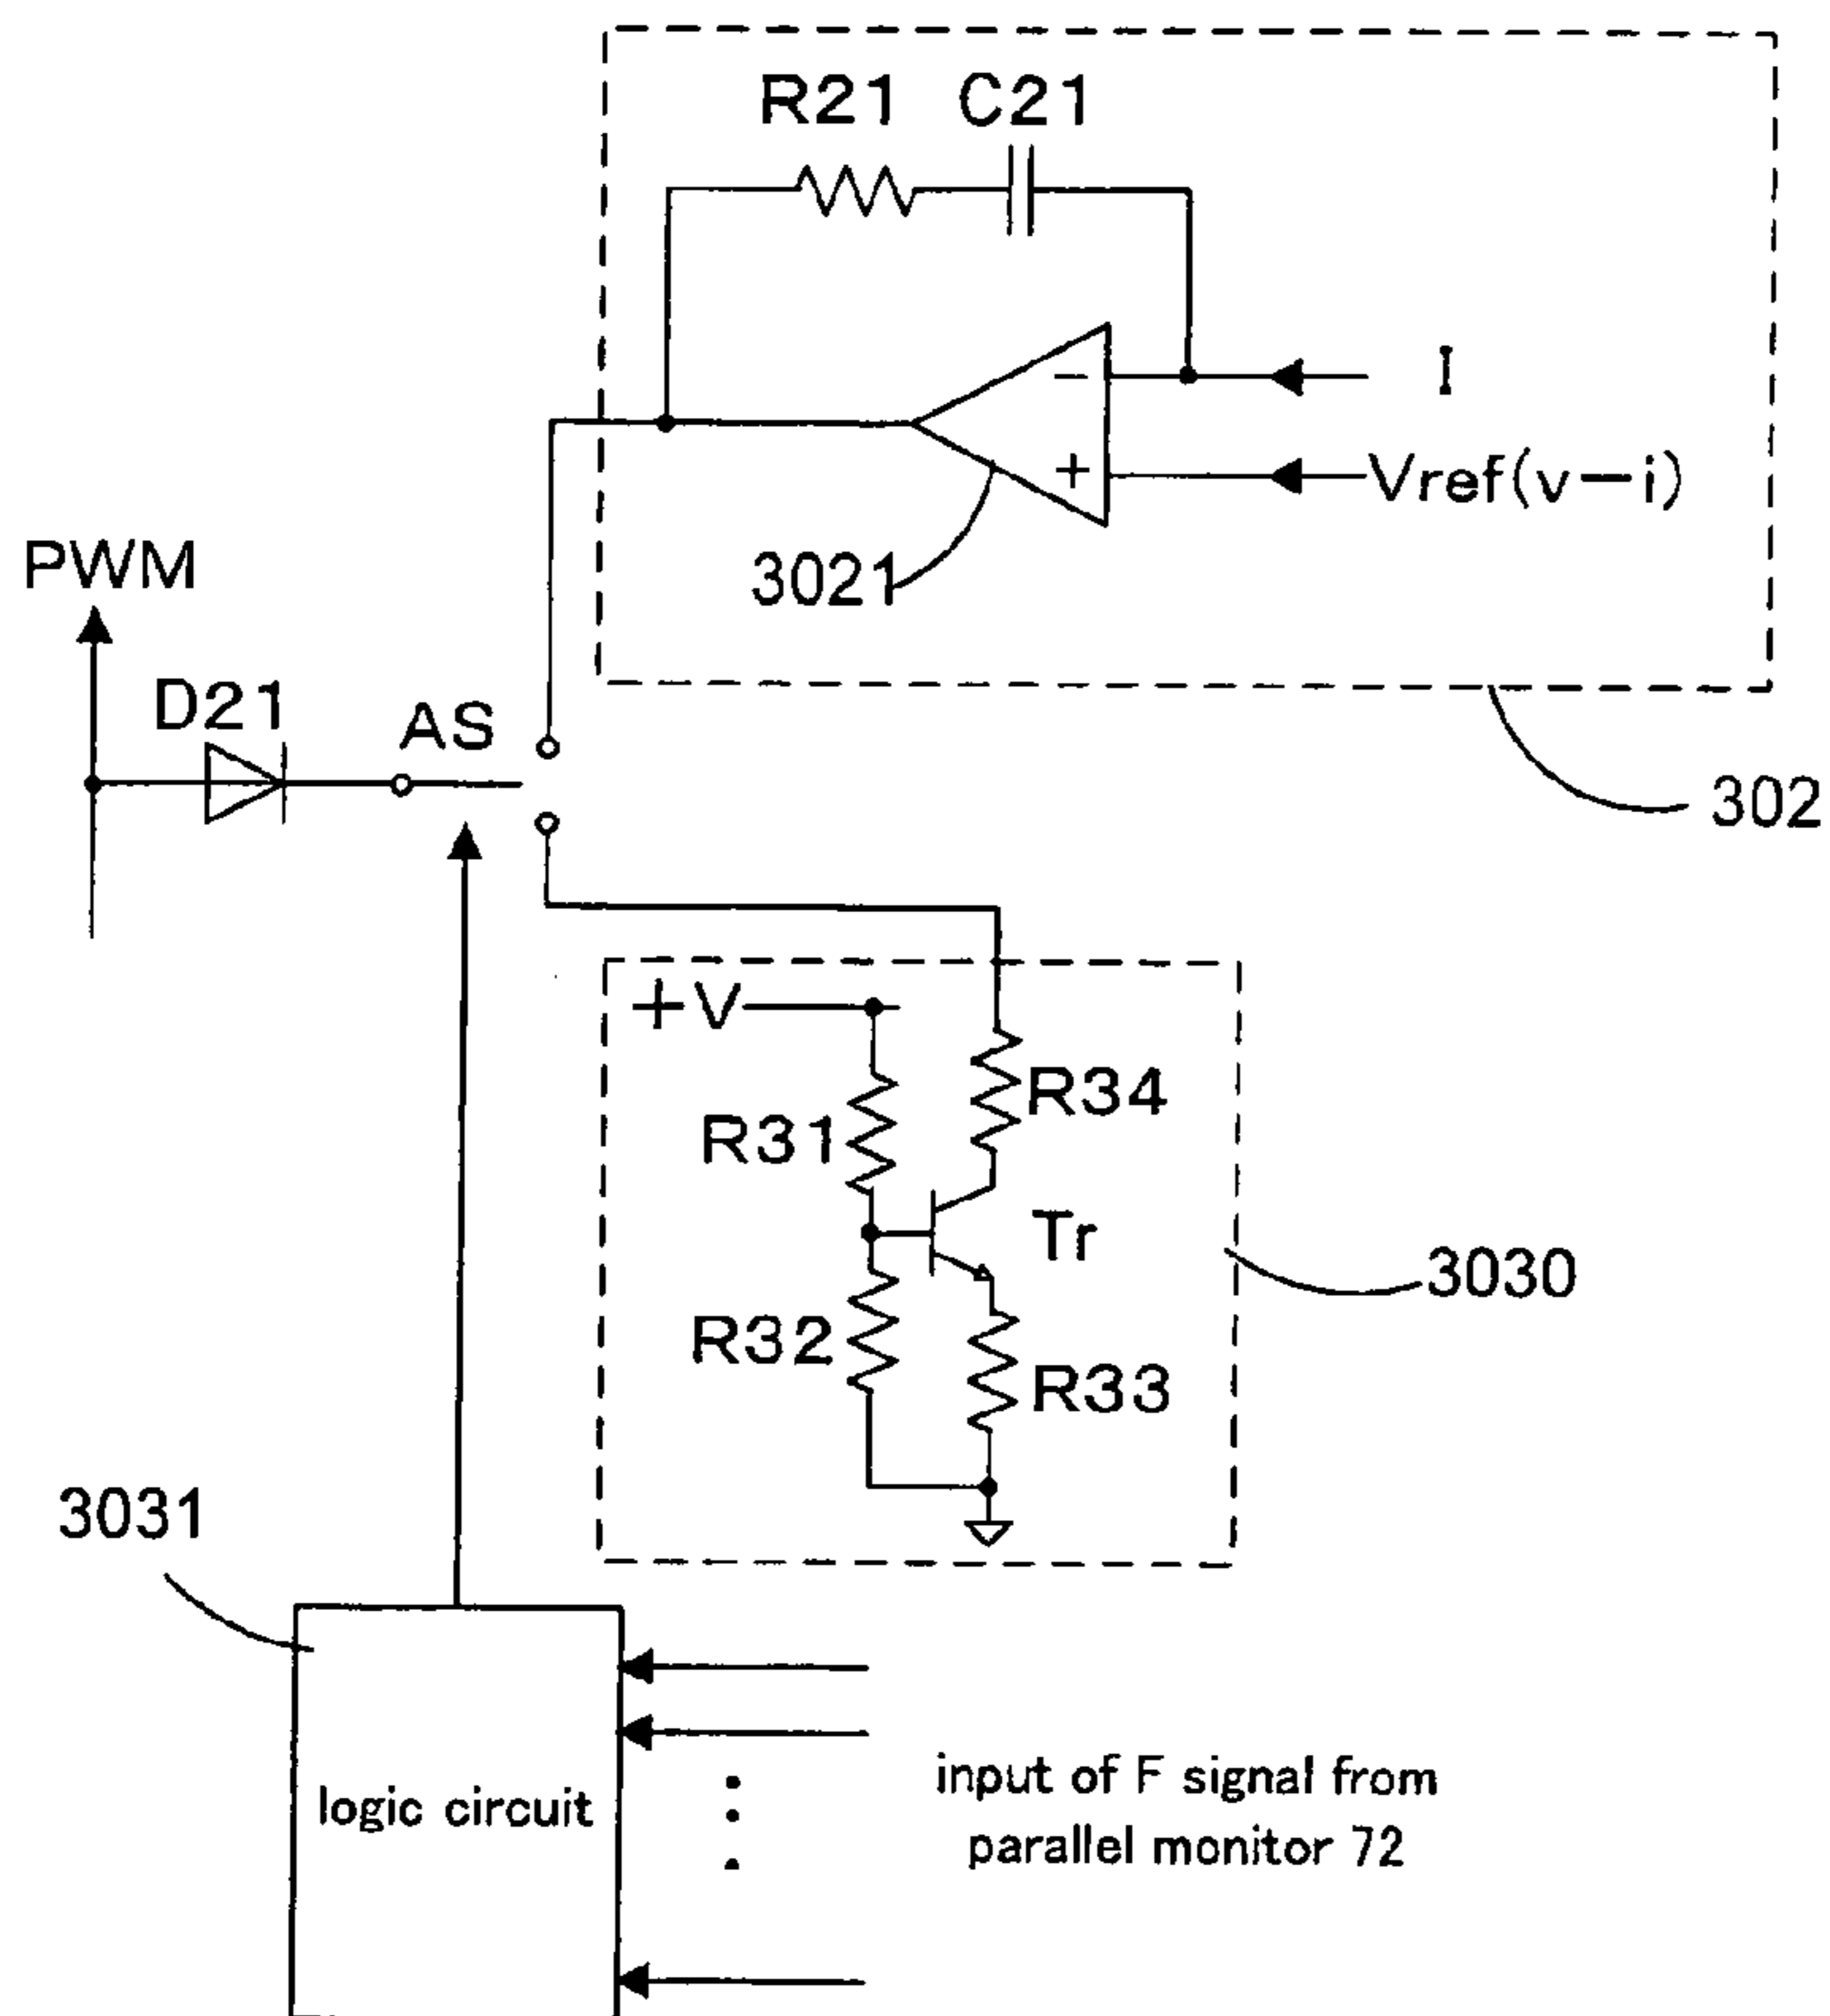 R21 C21
I
Vref(v−i)
3021
PWM
D21
AS
302
+V
R34
R31
Tr
3030
R32
R33
3031
logic circuit
input of F signal from
parallel monitor 72
− 
+